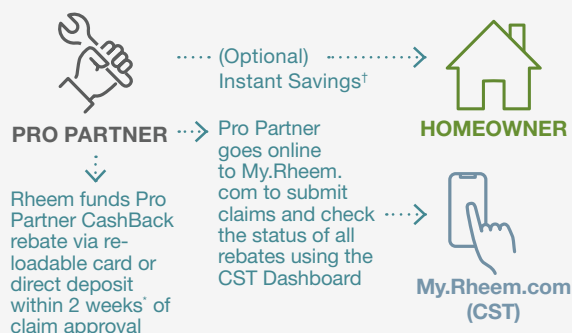 (Optional)
Instant Savings†
HOMEOWNER
PRO PARTNER
Pro Partner
goes online
to My.Rheem.
com to submit
claims and check
the status of all
rebates using the
CST Dashboard
Rheem funds Pro
Partner CashBack
rebate via re-
loadable card or
direct deposit
within 2 weeks* of
claim approval
My.Rheem.com
(CST)